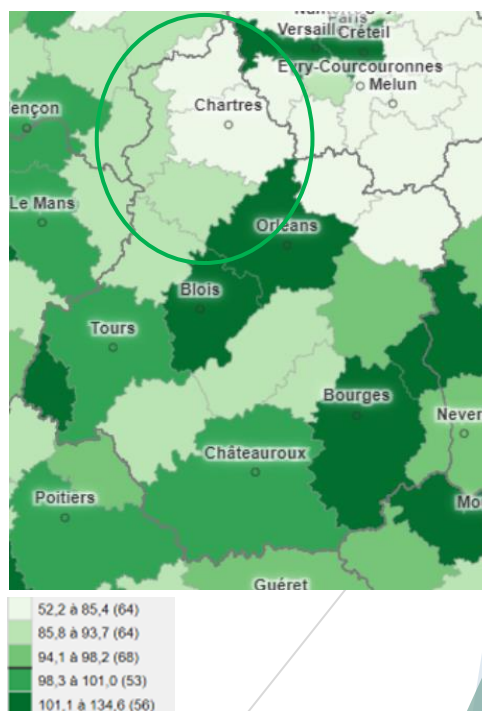 Paris
Versaill Créteil
Évry-Courcouronnes
Melun
Chartres
ençon
Le Mans
Orléans
Blois
Tours
Bourges
Never
Châteauroux
Poitiers
Mo
Guéret
52,2 à 85,4 (64)
85,8 à 93,7 (64)
94,1 à 98,2 (68)
98,3 à 101,0 (53)
101,1 à 134,6 (56)